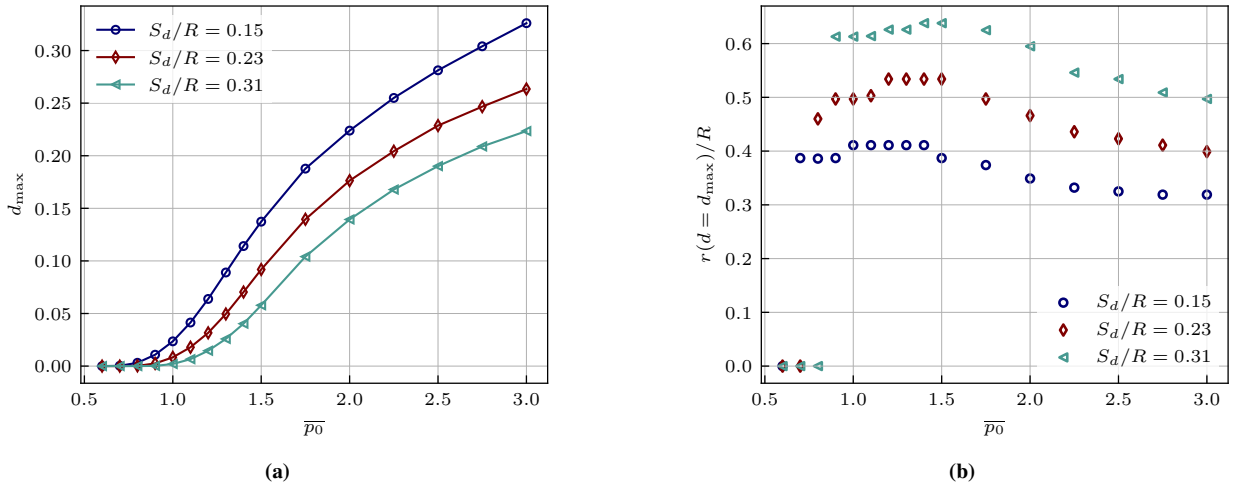 0.30
0.25
0.20
0.15
0.10
0.05
0.00
d_max
S_d/R = 0.15
S_d/R = 0.23
S_d/R = 0.31
0.5 1.0 1.5 2.0 2.5 3.0
\overline{p_0}
(a)
0.6
0.5
0.4
0.3
0.2
0.1
0.0
r(d = d_max)/R
S_d/R = 0.15
S_d/R = 0.23
S_d/R = 0.31
0.5 1.0 1.5 2.0 2.5 3.0
\overline{p_0}
(b)